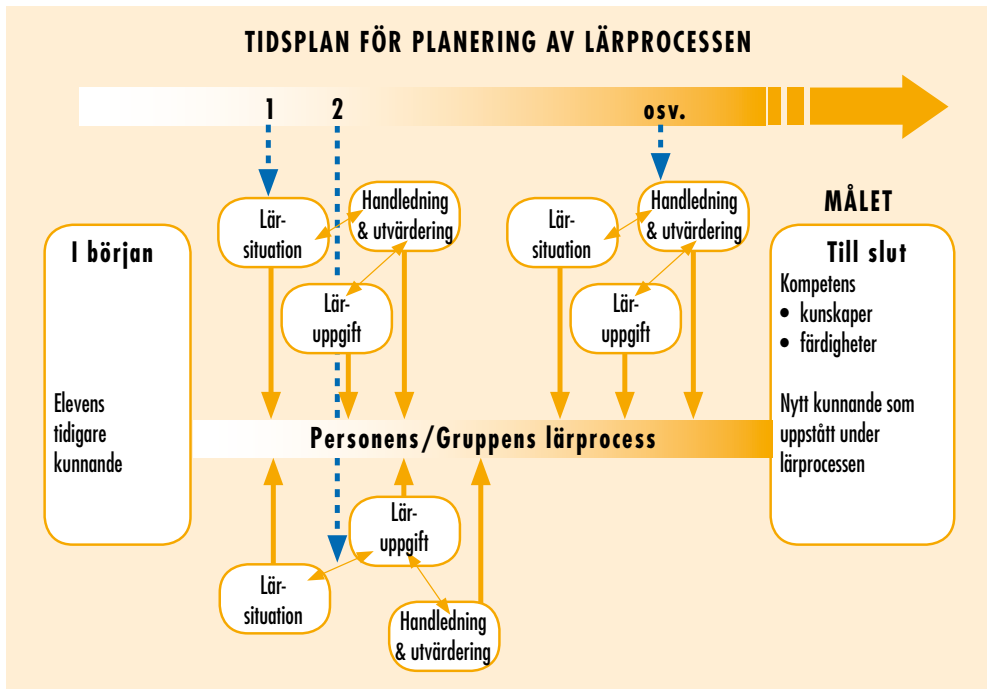 TIDSPLAN FÖR PLANERING AV LÄRPROCESSEN
1
2
osv.
I början
Elevens
tidigare
kunnande
Lär-
situation
Handledning
& utvärdering
Lär-
uppgift
Lär-
situation
Handledning
& utvärdering
Lär-
uppgift
MÅLET
Till slut
Kompetens
• kunskaper
• färdigheter
Nytt kunnande som
uppstått under
lärprocessen
Personens/Gruppens lärprocess
Lär-
uppgift
Lär-
situation
Handledning
& utvärdering